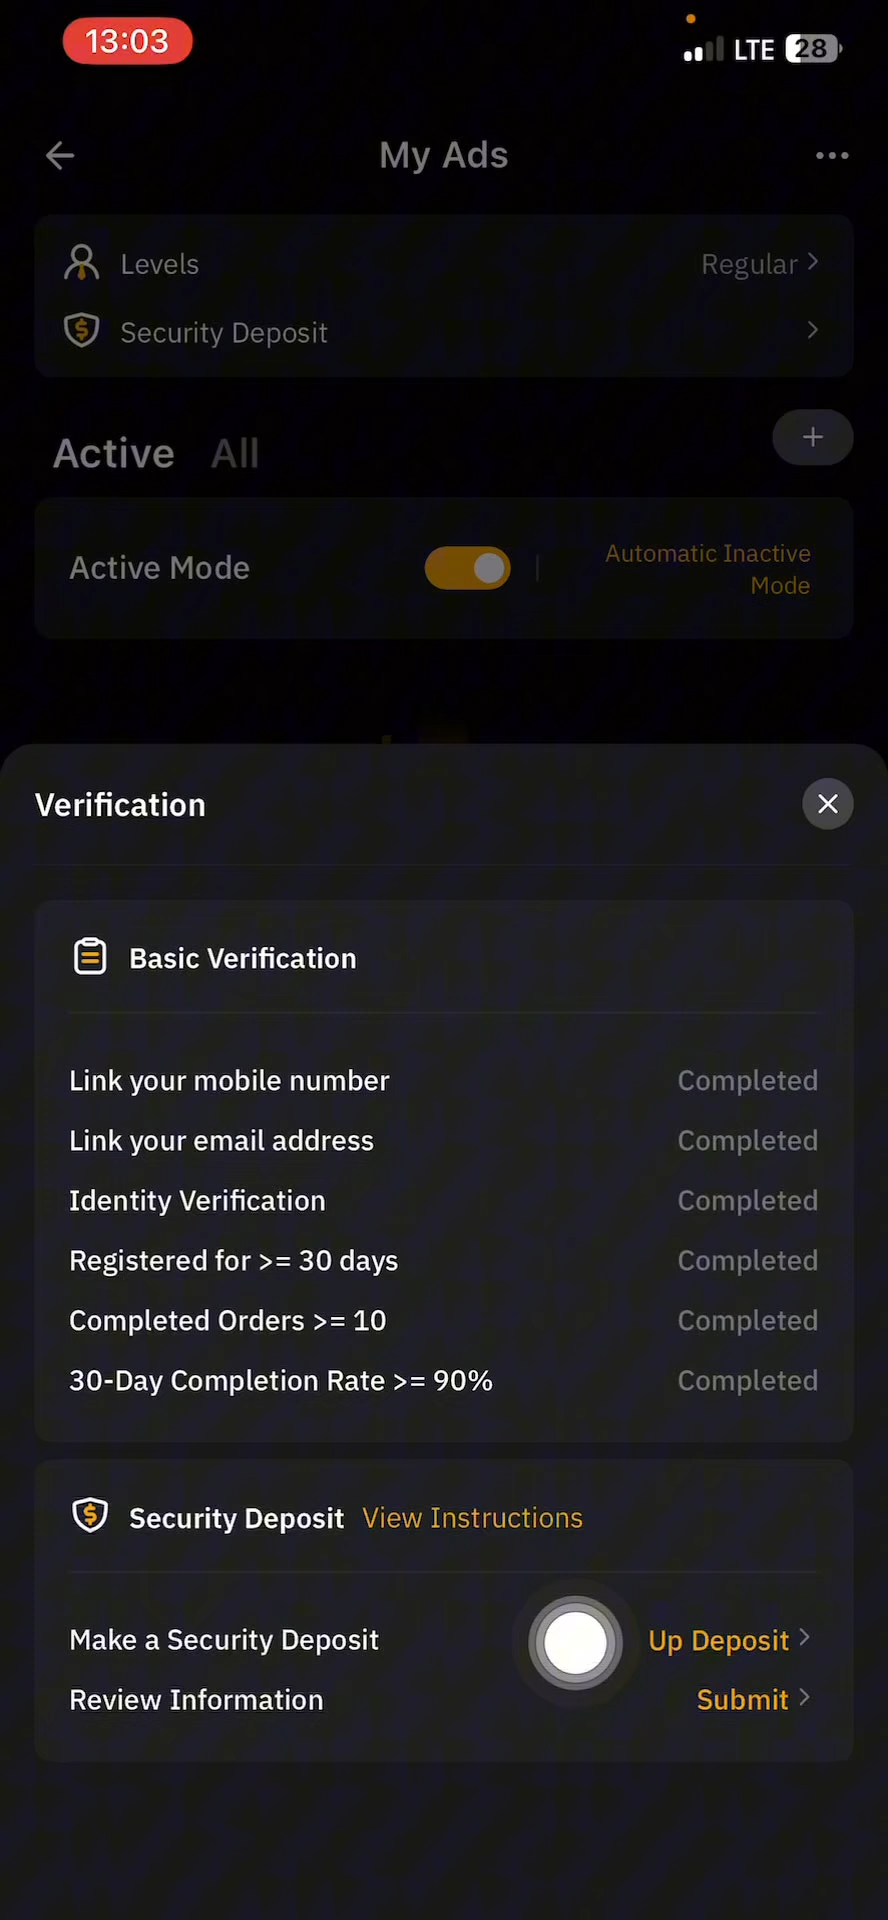 13:03
LTE 28
My Ads
Levels Regular
Security Deposit
Active All
Active Mode
Automatic Inactive
Mode
Verification
Basic Verification
Link your mobile number Completed
Link your email address Completed
Identity Verification Completed
Registered for >= 30 days Completed
Completed Orders >= 10 Completed
30-Day Completion Rate >= 90% Completed
Security Deposit View Instructions
Make a Security Deposit Up Deposit
Review Information Submit